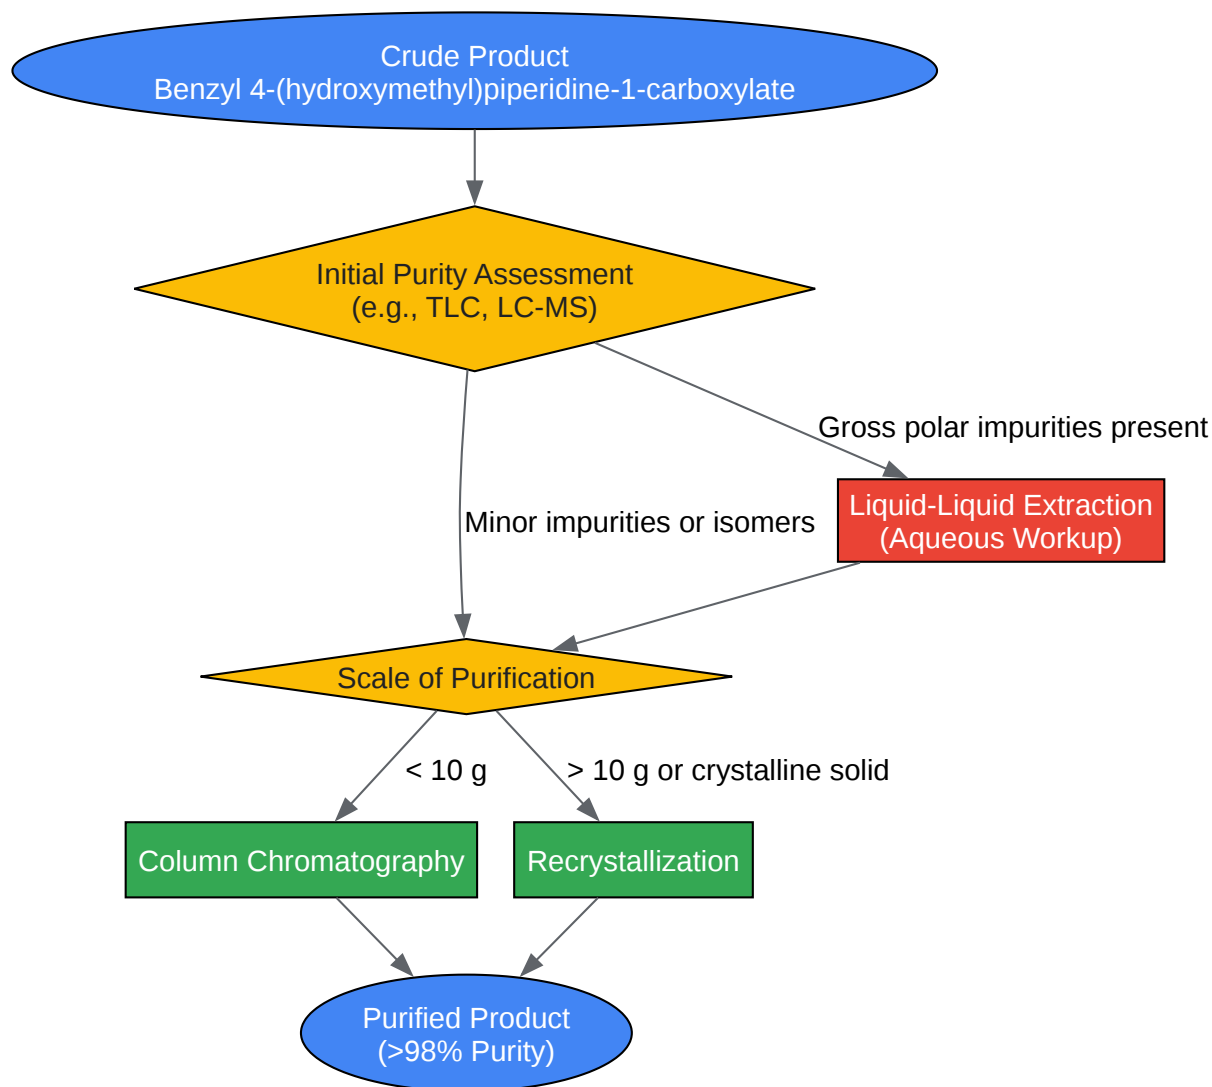 Crude Product
Benzyl 4-(hydroxymethyl)piperidine-1-carboxylate
Initial Purity Assessment
(e.g., TLC, LC-MS)
Gross polar impurities present
Liquid-Liquid Extraction
(Aqueous Workup)
Minor impurities or isomers
Scale of Purification
< 10 g
> 10 g or crystalline solid
Column Chromatography
Recrystallization
Purified Product
(>98% Purity)